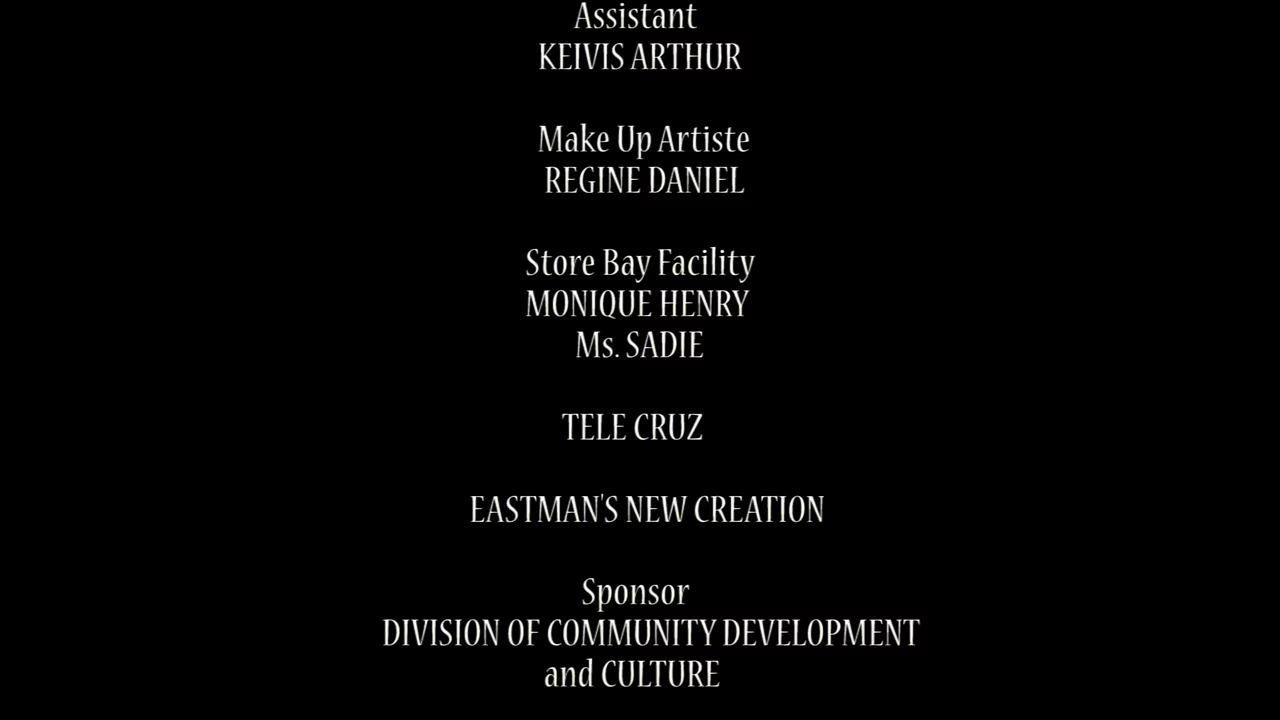 Assistant
KEIVIS ARTHUR
Make Up Artiste
REGINE DANIEL
Store Bay Facility
MONIQUE HENRY
Ms. SADIE
TELE CRUZ
EASTMAN'S NEW CREATION
Sponsor
DIVISION OF COMMUNITY DEVELOPMENT
and CULTURE